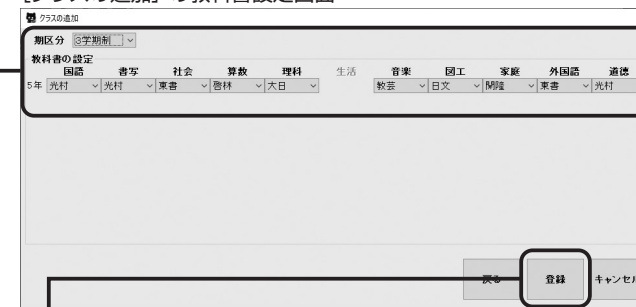 [クラスの追加]の教科書設定画面
クラスの追加
期区分 3学期制
教科書の設定
国語 書写 社会 算数 理科 生活 音楽 図工 家庭 外国語 道徳
5年 光村 光村 東書 啓林 大日 教芸 日文 開隆 東書 光村
戻る 登録 キャンセル